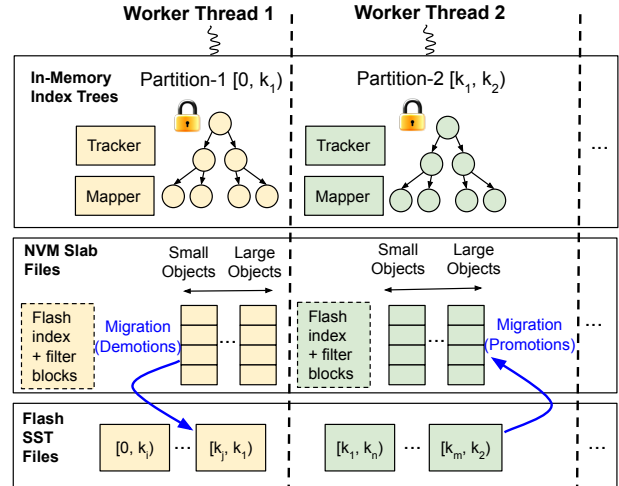 Worker Thread 1
Worker Thread 2
In-Memory
Index Trees
Partition-1 [0, k₁)
Partition-2 [k₁, k₂)
Tracker
Mapper
Tracker
Mapper
...
NVM Slab
Files
Small
Objects
Large
Objects
Small
Objects
Large
Objects
Flash
index
+ filter
blocks
Migration
(Demotions)
...
Flash
index
+ filter
blocks
...
Migration
(Promotions)
...
Flash
SST
Files
[0, kᵢ)
...
[kⱼ, k₁)
[k₁, kₙ)
...
[kₘ, k₂)
...